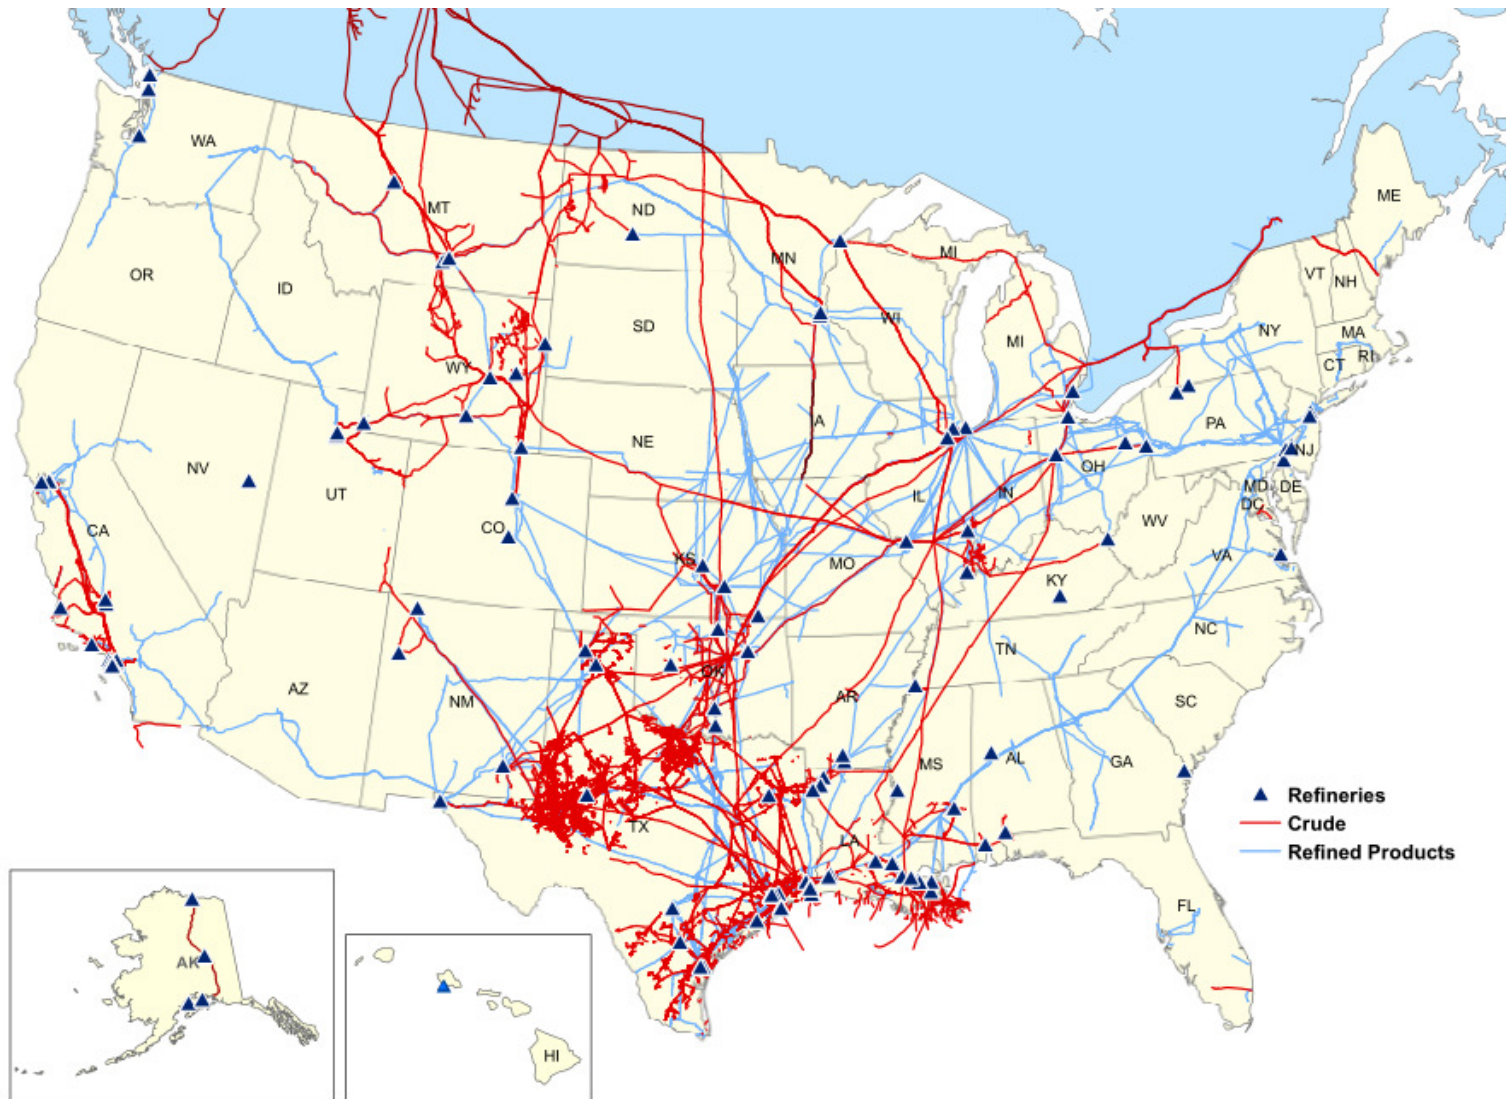 WA
MT
ND
MN
MI
ME
VT
NH
OR
ID
SD
WI
MI
NY
MA
CT
RI
WY
IA
PA
NE
NJ
NV
UT
IL
IN
OH
MD
DE
DC
CA
CO
WV
KS
MO
VA
KY
NC
TN
AZ
NM
OK
AR
SC
MS
AL
GA
Refineries
TX
Crude
LA
Refined Products
FL
AK
HI